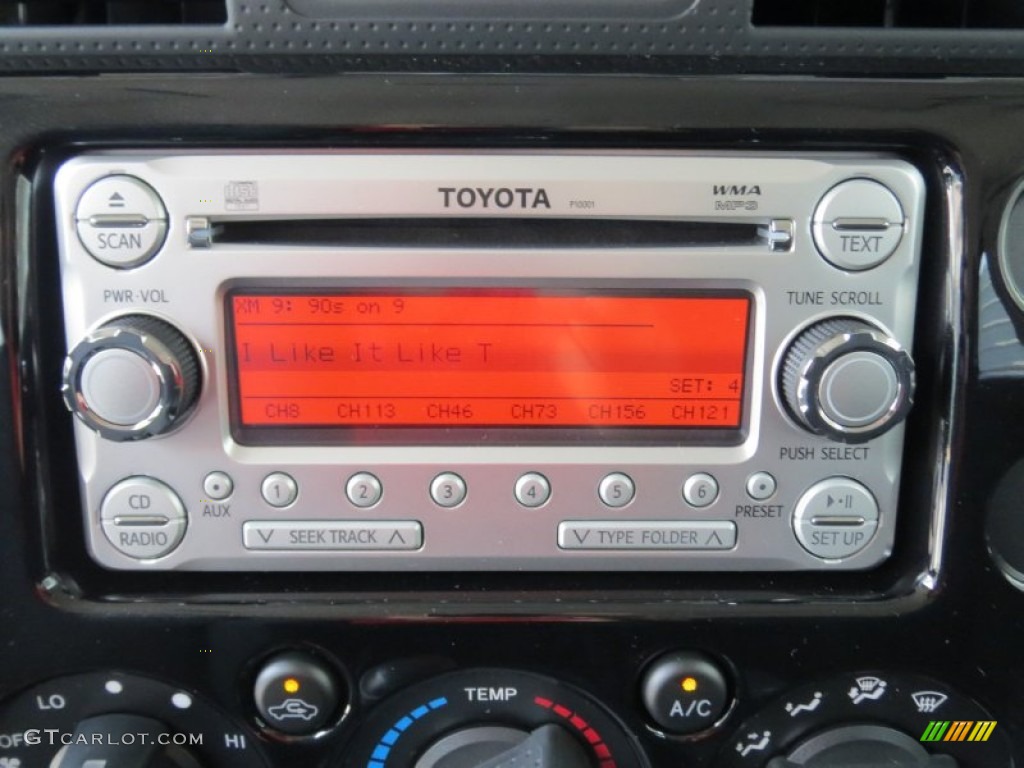 TOYOTA
P10001
WMA
MP3
SCAN
TEXT
PWR·VOL
TUNE SCROLL
XM 9: 90s on 9
I Like It Like T
SET: 4
CH8 CH113 CH46 CH73 CH156 CH121
PUSH SELECT
CD
RADIO
AUX
1 2 3 4 5 6
PRESET
SEEK TRACK
TYPE FOLDER
SET UP
LO
TEMP
A/C
OFF
HI
GTCARLOT.COM